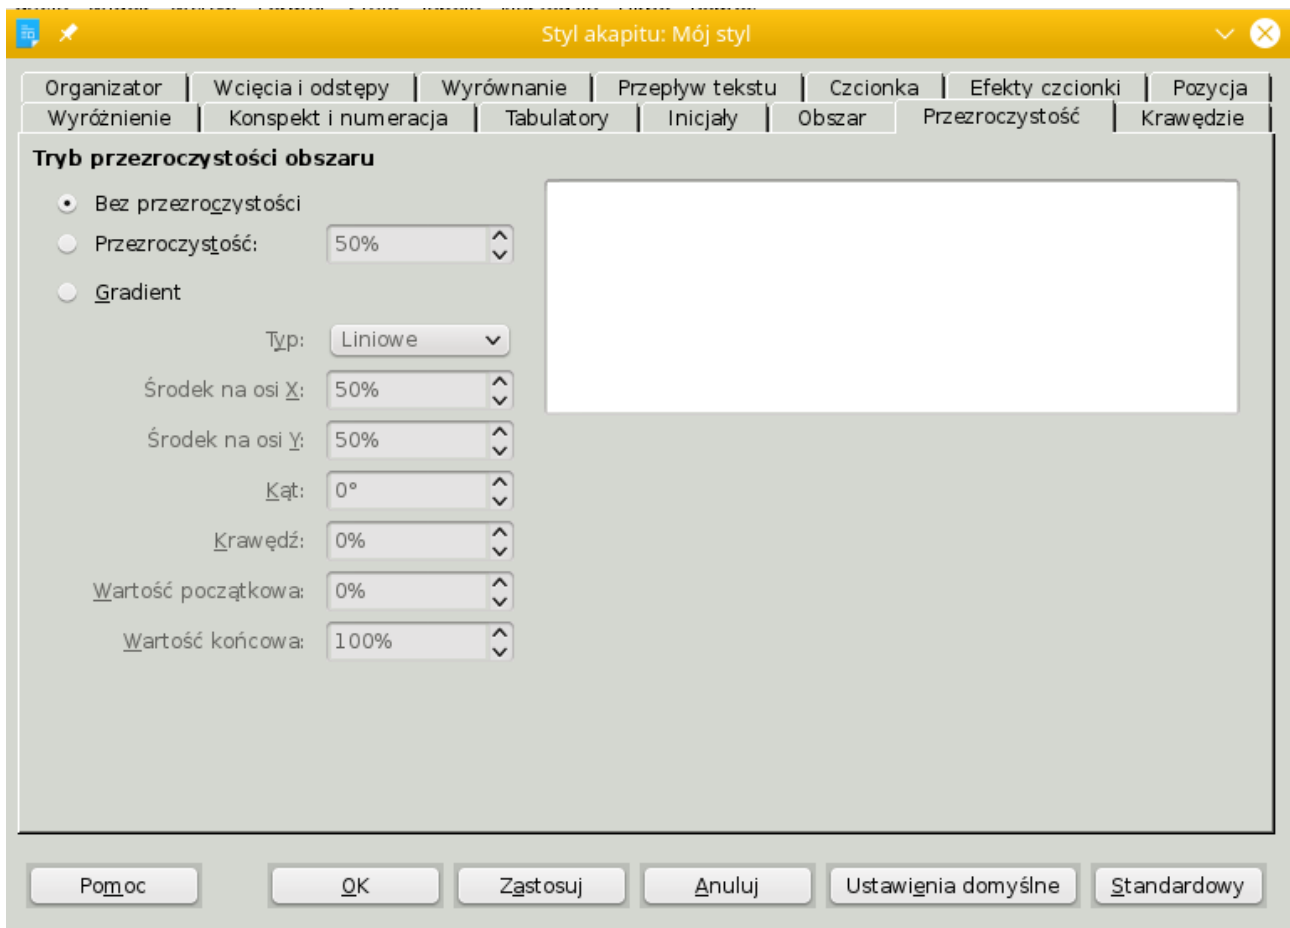 Styl akapitu: Mój styl
Organizator Wcięcia i odstępy Wyrównanie Przepływ tekstu Czcionka Efekty czcionki Pozycja
Wyróżnienie Konspekt i numeracja Tabulatory Inicjały Obszar Przezroczystość Krawędzie
Tryb przezroczystości obszaru
Bez przezroczystości
Przezroczystość: 50%
Gradient
Typ: Liniowe
Środek na osi X: 50%
Środek na osi Y: 50%
Kąt: 0°
Krawędź: 0%
Wartość początkowa: 0%
Wartość końcowa: 100%
Pomoc OK Zastosuj Anuluj Ustawienia domyślne Standardowy